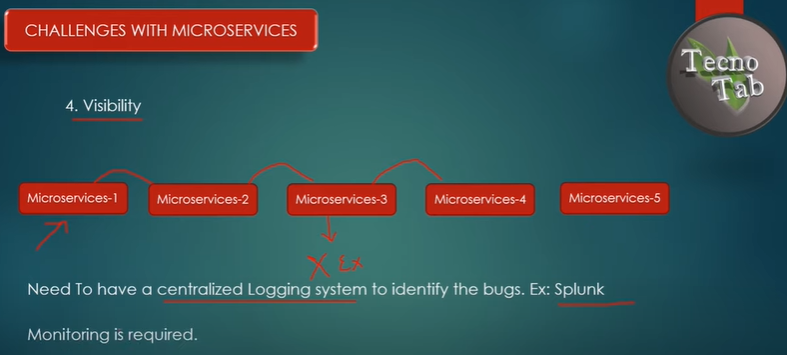 CHALLENGES WITH MICROSERVICES
Tecno
Tab
4. Visibility
Microservices-1
Microservices-2
Microservices-3
Microservices-4
Microservices-5
X Ex
Need To have a centralized Logging system to identify the bugs. Ex: Splunk
Monitoring is required.